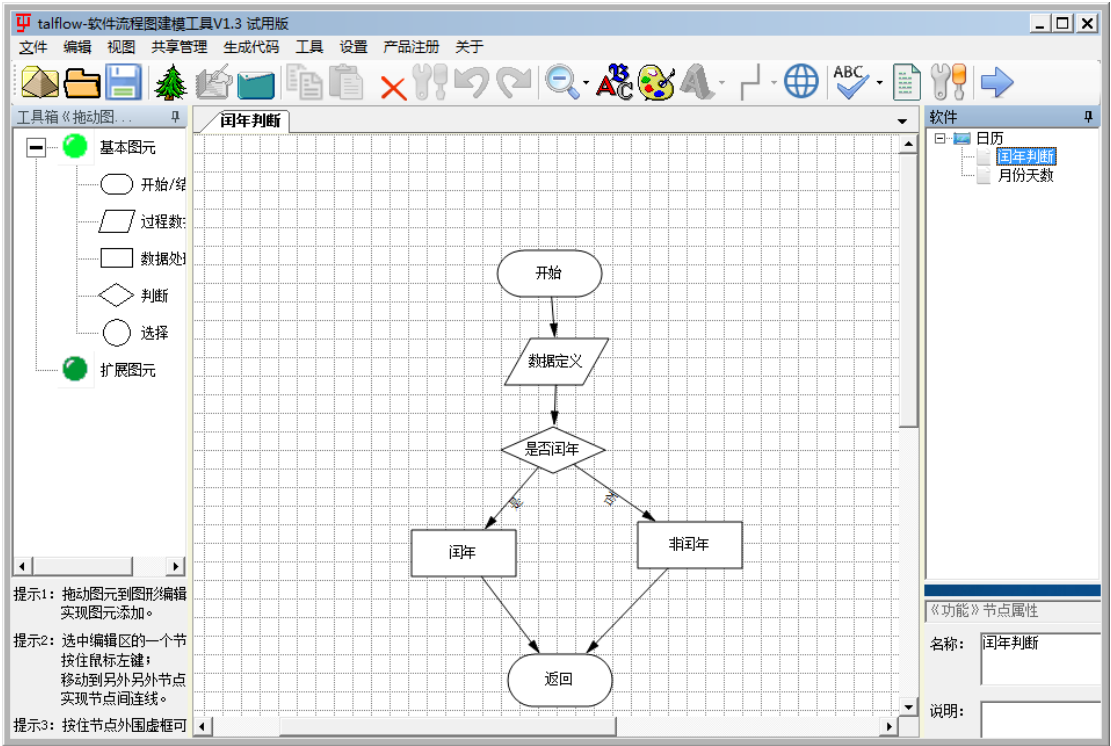 talflow-软件流程图建模工具V1.3 试用版
文件 编辑 视图 共享管理 生成代码 工具 设置 产品注册 关于
ABC
工具箱《拖动图...
闰年判断
软件
基本图元
开始/结
过程数
数据处理
判断
选择
扩展图元
日历
闰年判断
月份天数
开始
数据定义
是否闰年
是
否
闰年
非闰年
返回
提示1: 拖动图元到图形编辑
实现图元添加。
提示2: 选中编辑区的一个节
按住鼠标左键;
移动到另外另外节点
实现节点间连线。
提示3: 按住节点外围虚框可
《功能》节点属性
名称: 闰年判断
说明: